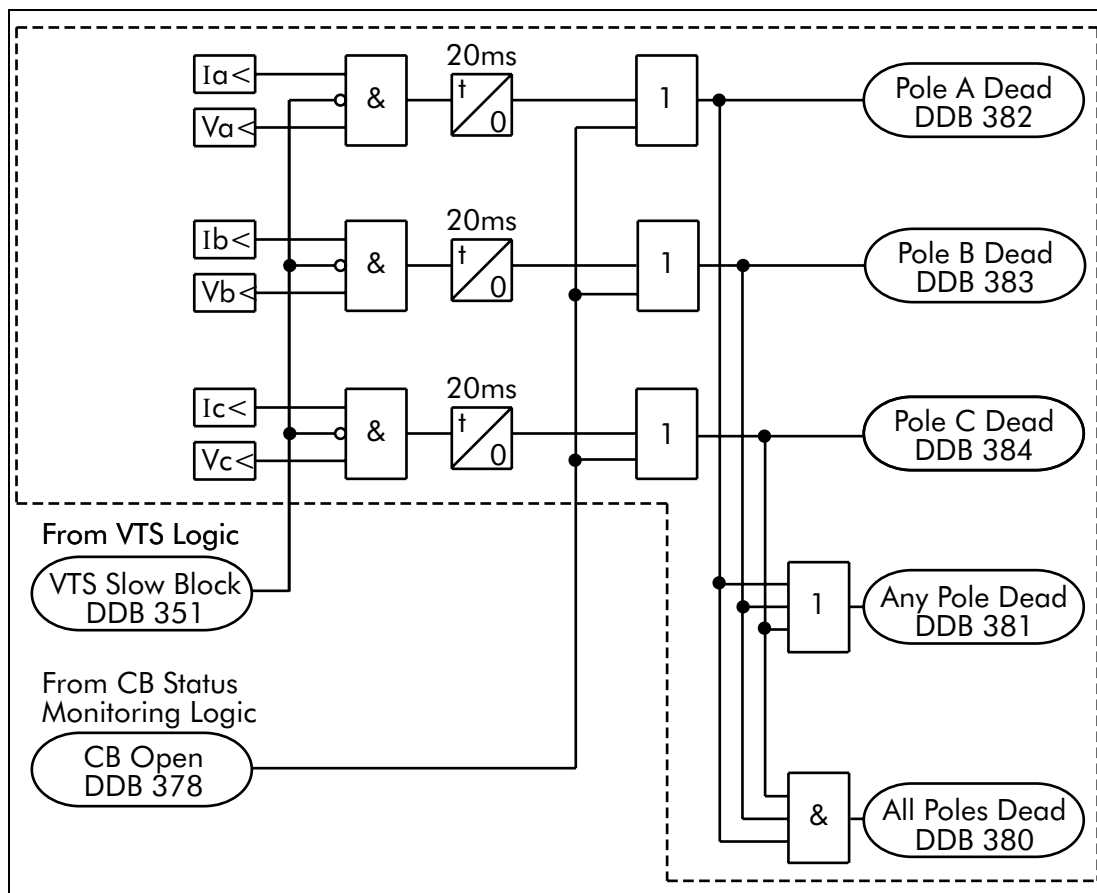 20ms
Ia<
&
t
0
1
Pole A Dead
DDB 382
Va<
20ms
Ib<
&
t
0
1
Pole B Dead
DDB 383
Vb<
20ms
Ic<
&
t
0
1
Pole C Dead
DDB 384
Vc<
From VTS Logic
VTS Slow Block
DDB 351
1
Any Pole Dead
DDB 381
From CB Status
Monitoring Logic
CB Open
DDB 378
&
All Poles Dead
DDB 380